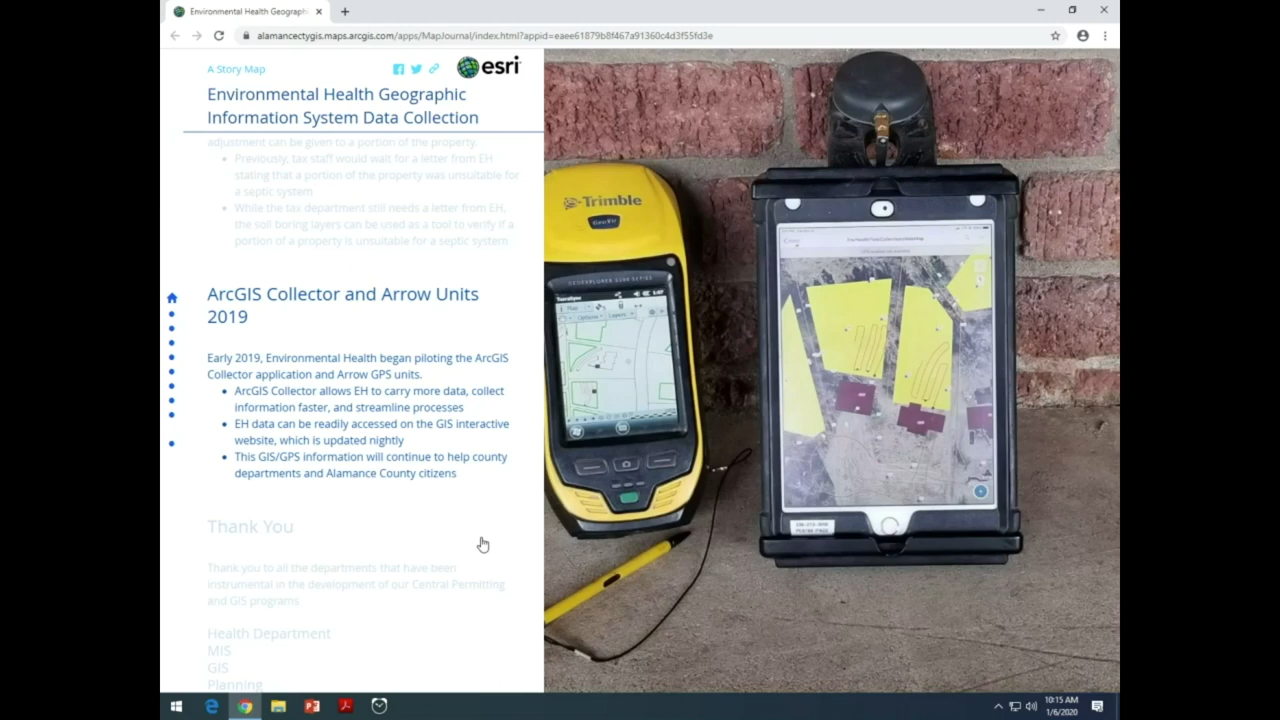 Environmental Health Geograph
alamancectygis.maps.arcgis.com/apps/MapJournal/index.html?appid=eaee61879b8f467a91360c4d3f55fd3e
A Story Map
esri
Environmental Health Geographic
Information System Data Collection
adjustment can be given to a portion of the property.
Previously, tax staff would wait for a letter from EH
stating that a portion of the property was unsuitable for
a septic system
While the tax department still needs a letter from EH,
the soil boring layers can be used as a tool to verify if a
portion of a property is unsuitable for a septic system
ArcGIS Collector and Arrow Units
2019
Early 2019, Environmental Health began piloting the ArcGIS
Collector application and Arrow GPS units.
ArcGIS Collector allows EH to carry more data, collect
information faster, and streamline processes
EH data can be readily accessed on the GIS interactive
website, which is updated nightly
This GIS/GPS information will continue to help county
departments and Alamance County citizens
Thank You
Thank you to all the departments that have been
instrumental in the development of our Central Permitting
and GIS programs
Health Department
MIS
GIS
Planning
Trimble
GeoXH
GEOEXPLORER 6000 SERIES
TerraSync
Map
Options
Layers
10:15 AM
1/6/2020